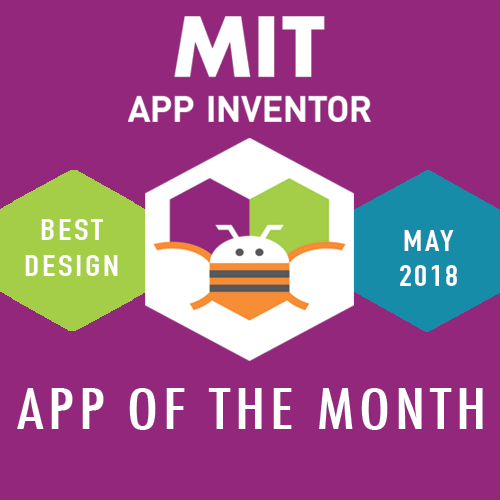 MIT
APP INVENTOR
BEST
DESIGN
MAY
2018
APP OF THE MONTH